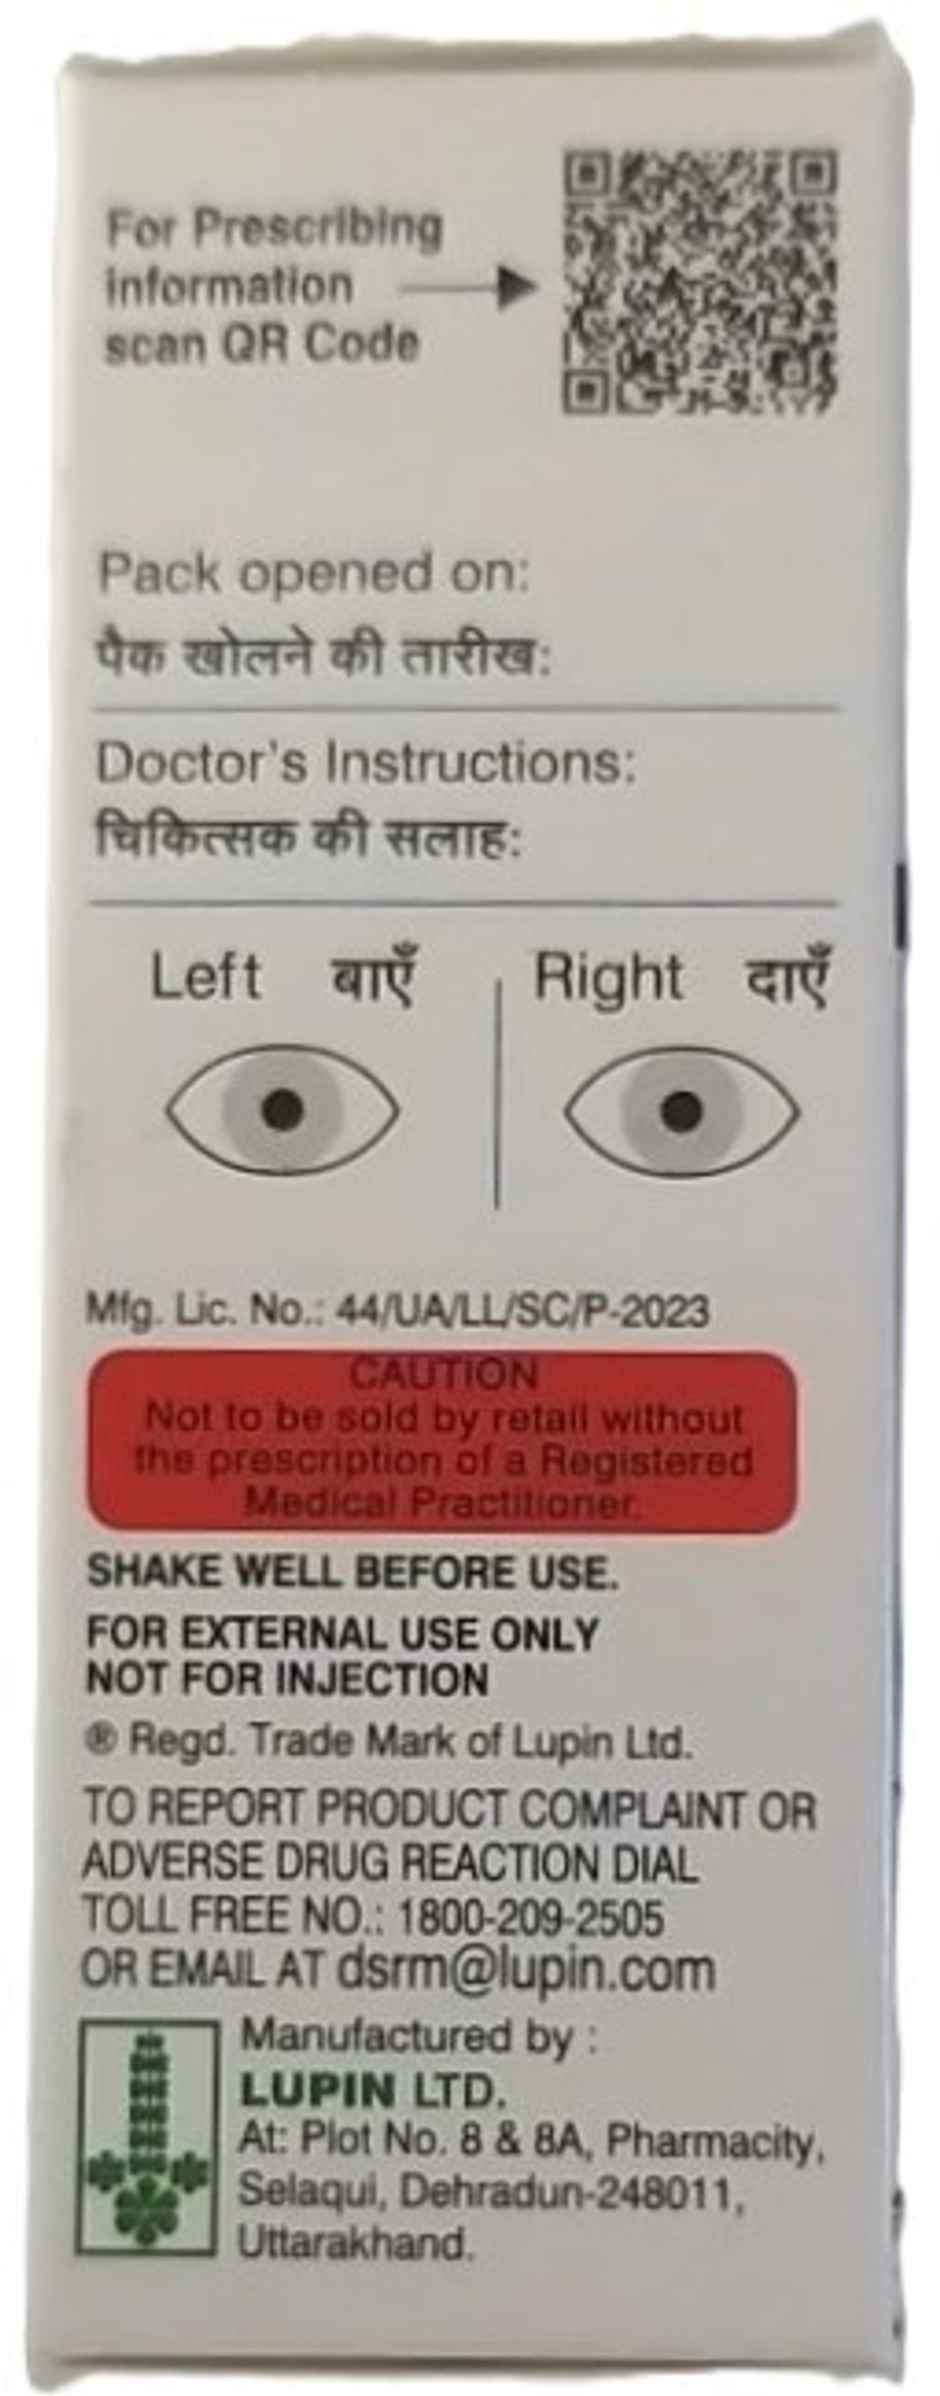 For Prescribing
information
scan QR Code
Pack opened on:
पैक खोलने की तारीख:
Doctor's Instructions:
चिकित्सक की सलाह:
Left बाएँ Right दाएँ
Mfg. Lic. No.: 44/UA/LL/SC/P-2023
CAUTION
Not to be sold by retail without
the prescription of a Registered
Medical Practitioner.
SHAKE WELL BEFORE USE.
FOR EXTERNAL USE ONLY
NOT FOR INJECTION
® Regd. Trade Mark of Lupin Ltd.
TO REPORT PRODUCT COMPLAINT OR
ADVERSE DRUG REACTION DIAL
TOLL FREE NO.: 1800-209-2505
OR EMAIL AT dsrm@lupin.com
Manufactured by :
LUPIN LTD.
At: Plot No. 8 & 8A, Pharmacity,
Selaqui, Dehradun-248011,
Uttarakhand.